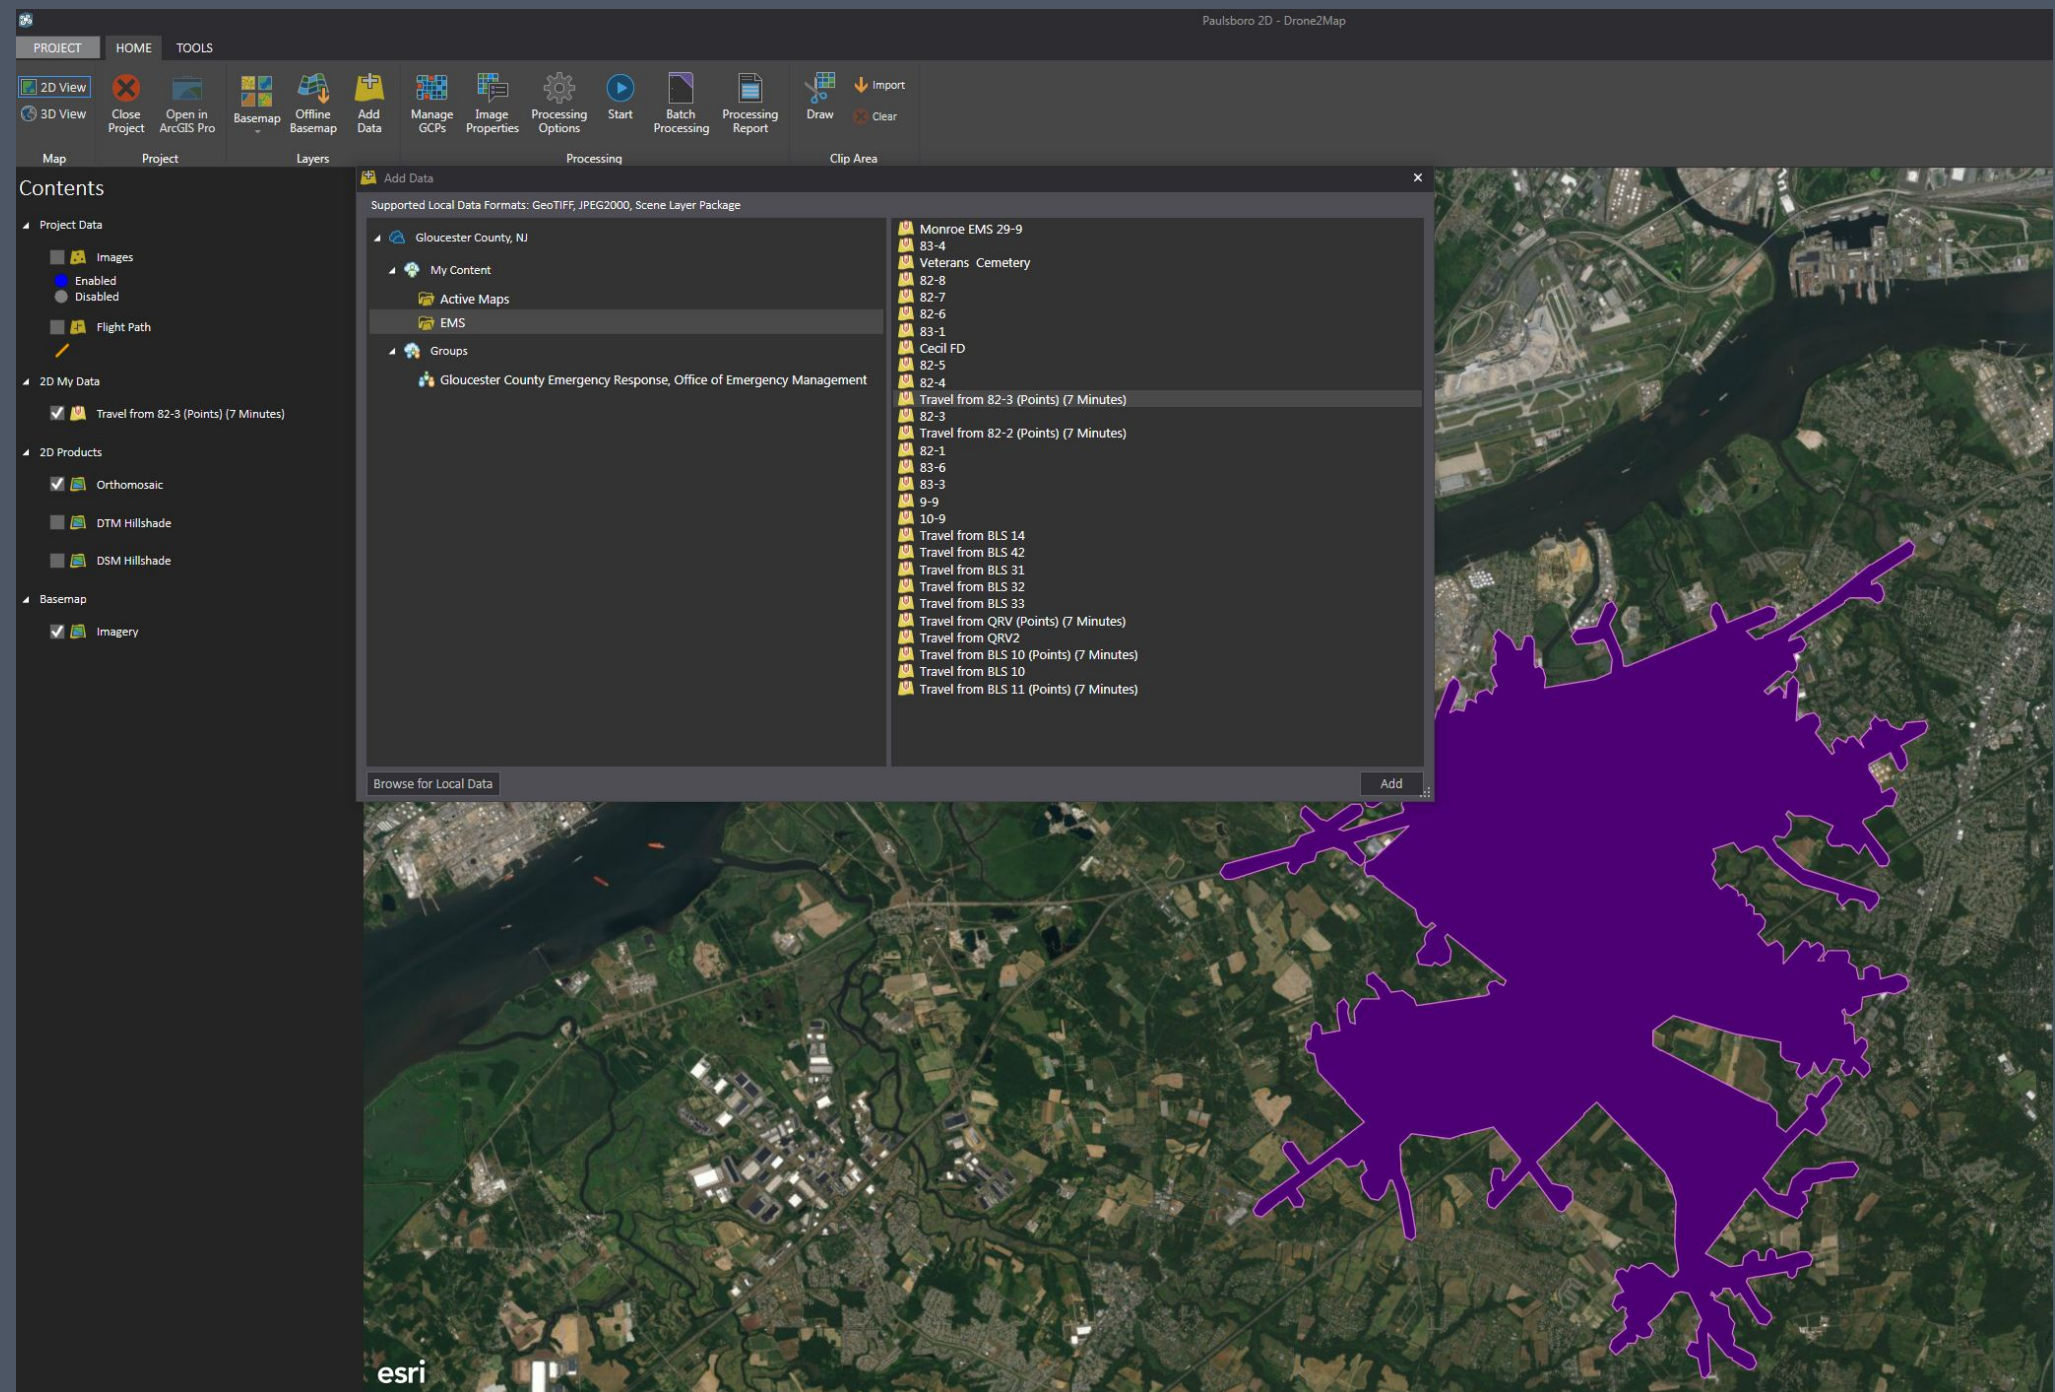 Paulsboro 2D - Drone2Map
PROJECT HOME TOOLS
2D View
3D View
Close Project
Open in ArcGIS Pro
Basemap
Offline Basemap
Add Data
Manage GCPs
Image Properties
Processing Options
Start
Batch Processing
Processing Report
Draw
Import
Clear
Map Project Layers Processing Clip Area
Contents
Project Data
Images
Enabled
Disabled
Flight Path
2D My Data
Travel from 82-3 (Points) (7 Minutes)
2D Products
Orthomosaic
DTM Hillshade
DSM Hillshade
Basemap
Imagery
Add Data
Supported Local Data Formats: GeoTIFF, JPEG2000, Scene Layer Package
Gloucester County, NJ
My Content
Active Maps
EMS
Groups
Gloucester County Emergency Response, Office of Emergency Management
Monroe EMS 29-9
83-4
Veterans Cemetery
82-8
82-7
82-6
83-1
Cecil FD
82-5
82-4
Travel from 82-3 (Points) (7 Minutes)
82-3
Travel from 82-2 (Points) (7 Minutes)
82-1
83-6
83-3
9-9
10-9
Travel from BLS 14
Travel from BLS 42
Travel from BLS 31
Travel from BLS 32
Travel from BLS 33
Travel from QRV (Points) (7 Minutes)
Travel from QRV2
Travel from BLS 10 (Points) (7 Minutes)
Travel from BLS 10
Travel from BLS 11 (Points) (7 Minutes)
Browse for Local Data
Add
esri